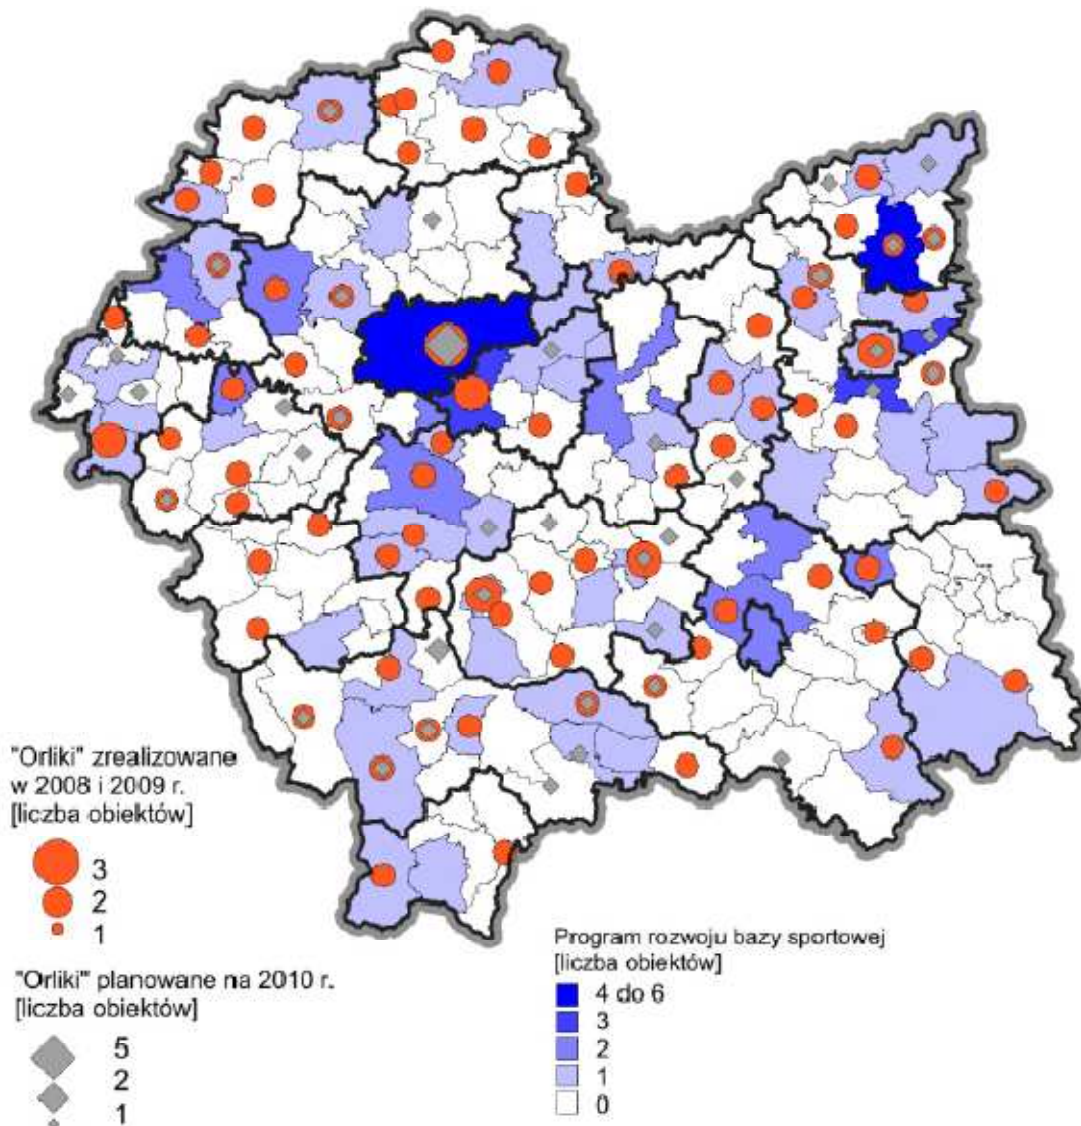 "Orliki" zrealizowane
w 2008 i 2009 r.
[liczba obiektów]
3
2
1
"Orliki" planowane na 2010 r.
[liczba obiektów]
5
2
1
Program rozwoju bazy sportowej
[liczba obiektów]
4 do 6
3
2
1
0